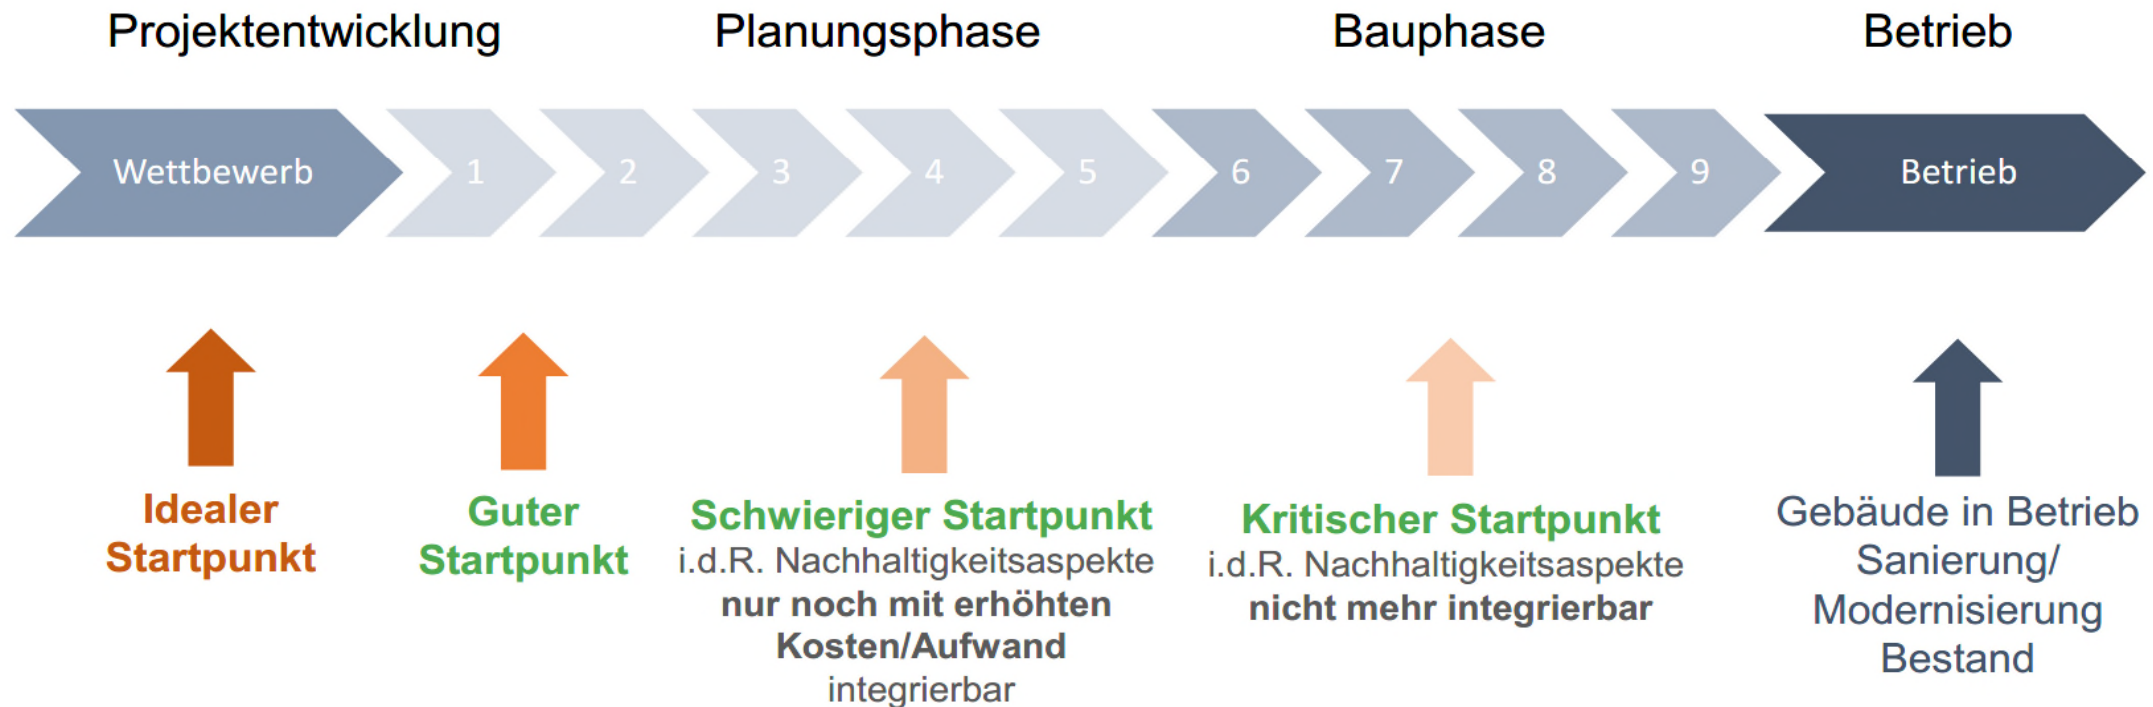 Projektentwicklung
Planungsphase
Bauphase
Betrieb
Wettbewerb
1
2
3
4
5
6
7
8
9
Betrieb
Idealer
Startpunkt
Guter
Startpunkt
Schwieriger Startpunkt
i.d.R. Nachhaltigkeitsaspekte
nur noch mit erhöhten
Kosten/Aufwand
integrierbar
Kritischer Startpunkt
i.d.R. Nachhaltigkeitsaspekte
nicht mehr integrierbar
Gebäude in Betrieb
Sanierung/
Modernisierung
Bestand